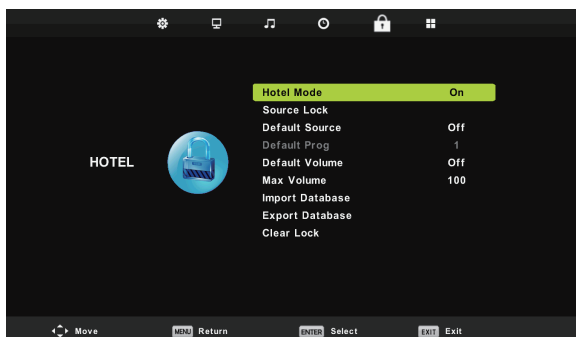 Hotel Mode On
Source Lock
Default Source Off
Default Prog 1
HOTEL
Default Volume Off
Max Volume 100
Import Database
Export Database
Clear Lock
Move MENU Return ENTER Select EXIT Exit